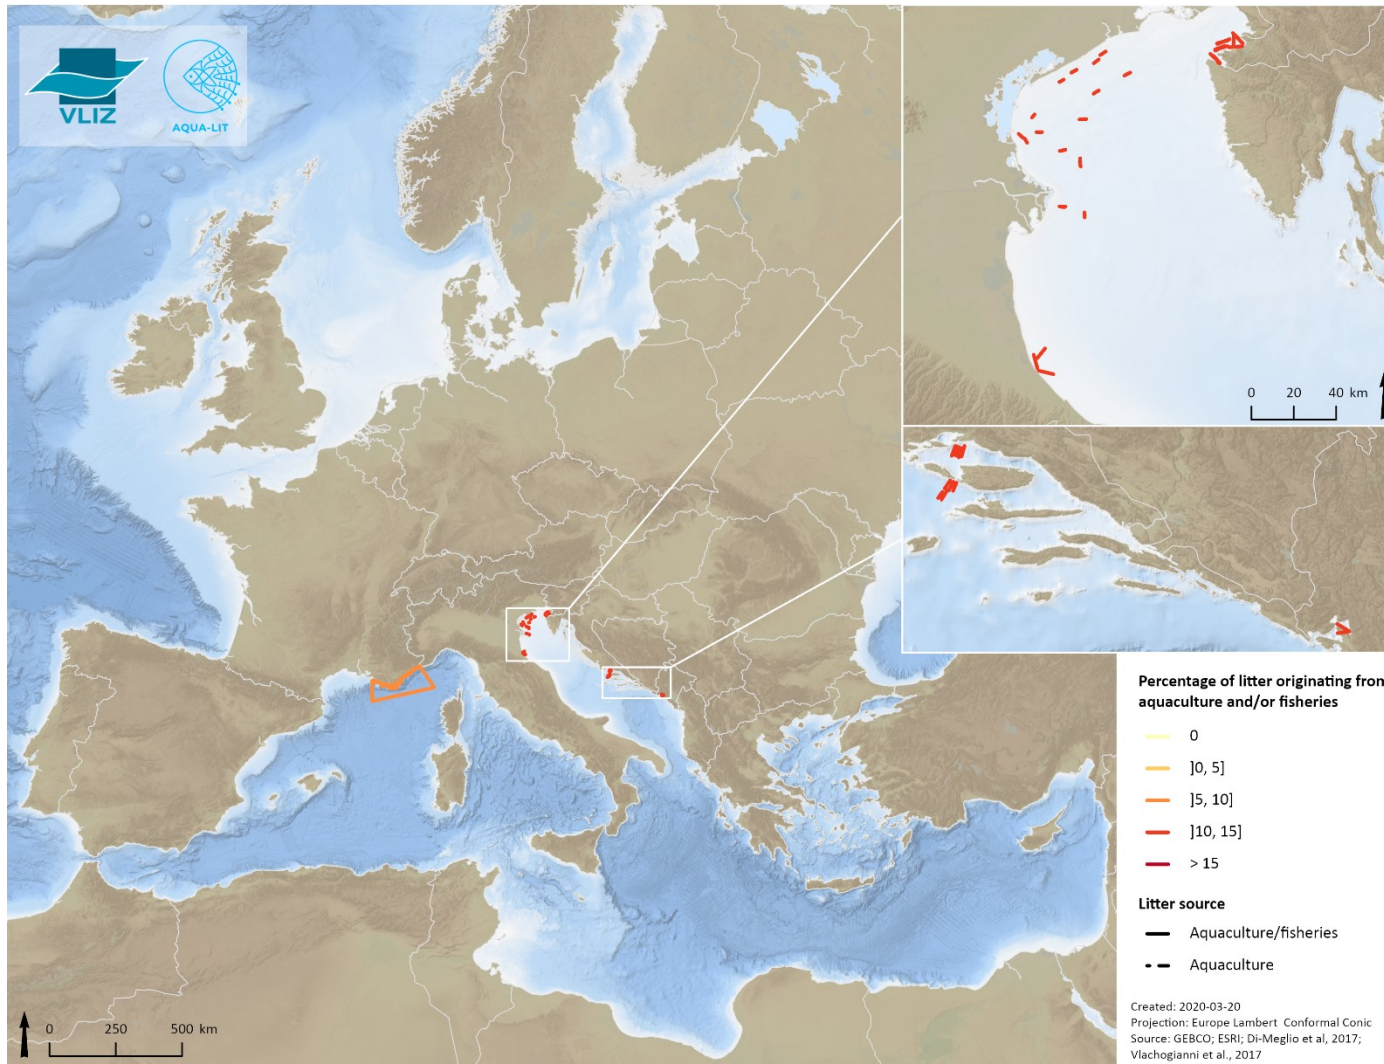 VLIZ
AQUA-LIT
0 20 40 km
Percentage of litter originating from
aquaculture and/or fisheries
0
]0, 5]
]5, 10]
]10, 15]
> 15
Litter source
Aquaculture/fisheries
Aquaculture
Created: 2020-03-20
Projection: Europe Lambert Conformal Conic
Source: GEBCO; ESRI; Di-Meglio et al, 2017;
Vlachogianni et al., 2017
0 250 500 km